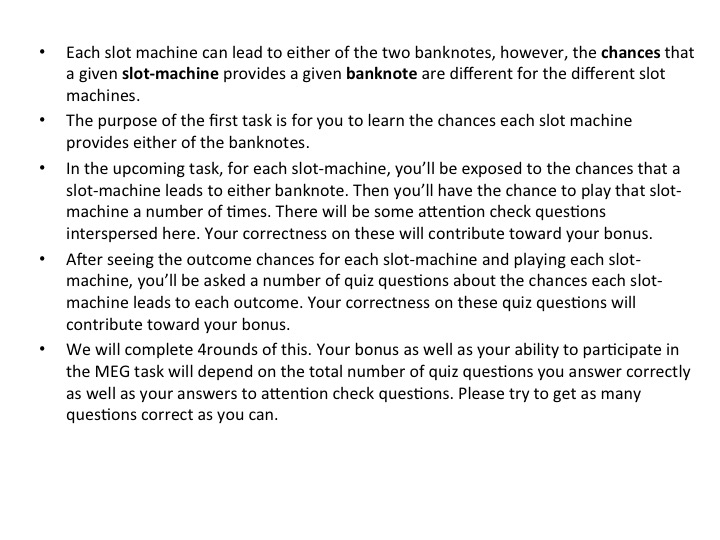 • Each slot machine can lead to either of the two banknotes, however, the chances that
a given slot-machine provides a given banknote are different for the different slot
machines.
• The purpose of the first task is for you to learn the chances each slot machine
provides either of the banknotes.
• In the upcoming task, for each slot-machine, you'll be exposed to the chances that a
slot-machine leads to either banknote. Then you'll have the chance to play that slot-
machine a number of times. There will be some attention check questions
interspersed here. Your correctness on these will contribute toward your bonus.
• After seeing the outcome chances for each slot-machine and playing each slot-
machine, you'll be asked a number of quiz questions about the chances each slot-
machine leads to each outcome. Your correctness on these quiz questions will
contribute toward your bonus.
• We will complete 4rounds of this. Your bonus as well as your ability to participate in
the MEG task will depend on the total number of quiz questions you answer correctly
as well as your answers to attention check questions. Please try to get as many
questions correct as you can.